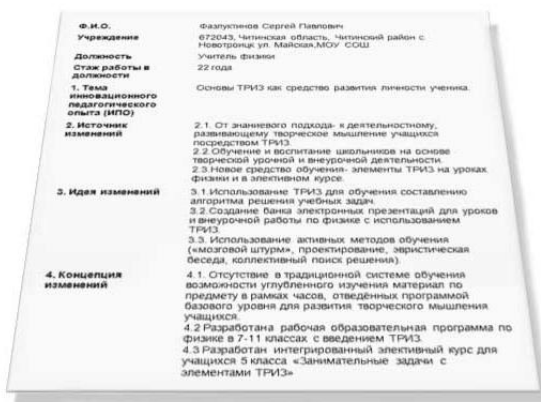 Ф.И.О. Фазлуктинов Сергей Павлович
Учреждение 672043, Читинская область, Читинский район с
Новотроицк ул. Майская,МОУ СОШ
Должность Учитель физики
Стаж работы в 22 года
должности
1. Тема Основы ТРИЗ как средство развития личности ученика.
инновационного
педагогического
опыта (ИПО)
2. Источник 2.1. От знаниевого подхода- к деятельностному,
изменений развивающему творческое мышление учащихся
посредством ТРИЗ.
2.2.Обучение и воспитание школьников на основе
творческой урочной и внеурочной деятельности.
2.3.Новое средство обучения- элементы ТРИЗ на уроках
физики и в элективном курсе.
3. Идея изменений 3.1.Использование ТРИЗ для обучения составлению
алгоритма решения учебных задач.
3.2.Создание банка электронных презентаций для уроков
и внеурочной работы по физике с использованием
ТРИЗ.
3.3. Использование активных методов обучения
(«мозговой штурм», проектирование, эвристическая
беседа, коллективный поиск решения).
4. Концепция 4.1. Отсутствие в традиционной системе обучения
изменений возможности углубленного изучения материал по
предмету в рамках часов, отведённых программой
базового уровня для развития творческого мышления
учащихся.
4.2 Разработана рабочая образовательная программа по
физике в 7-11 классах с введением ТРИЗ.
4.3 Разработан интегрированный элективный курс для
учащихся 5 класса «Занимательные задачи с
элементами ТРИЗ»